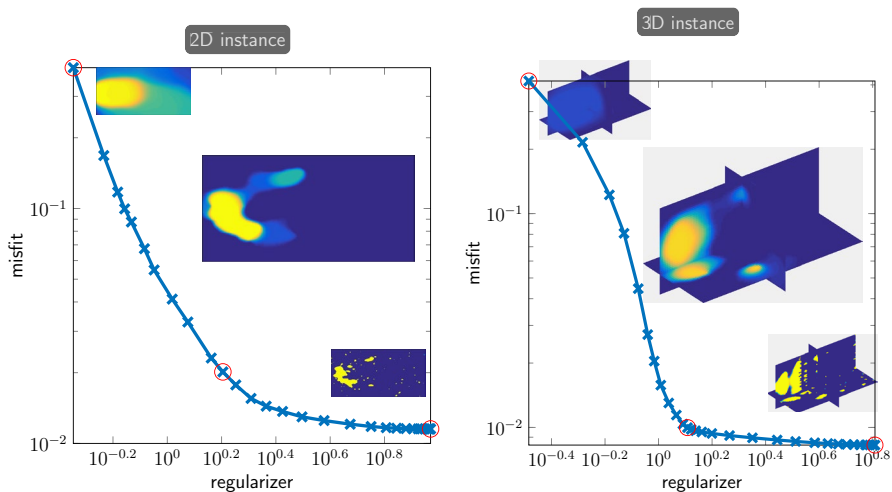 2D instance
misfit
10^{-1}
10^{-2}
10^{-0.2}
10^{0}
10^{0.2}
10^{0.4}
10^{0.6}
10^{0.8}
regularizer
3D instance
misfit
10^{-1}
10^{-2}
10^{-0.4}
10^{-0.2}
10^{0}
10^{0.2}
10^{0.4}
10^{0.6}
10^{0.8}
regularizer